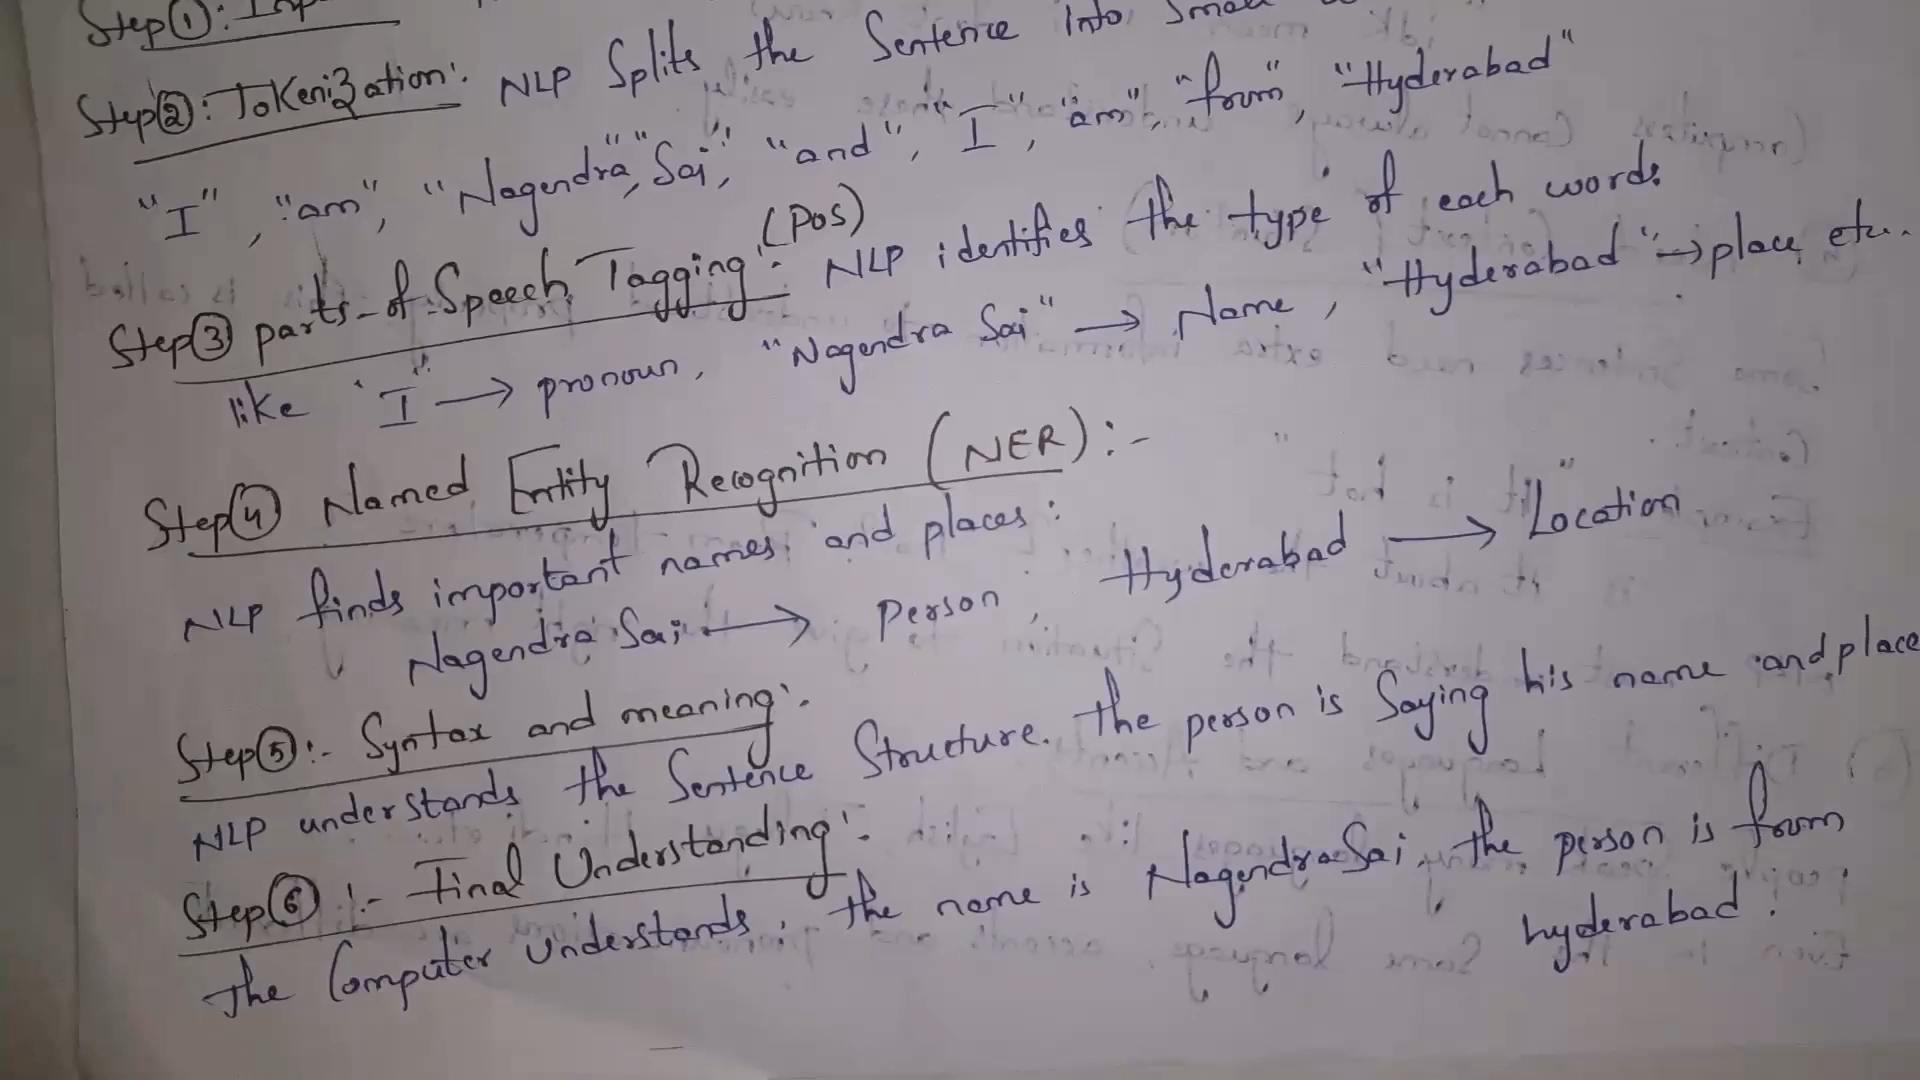 Step①: Inp
Step②: Tokenization:- NLP Splits the Sentence into small
"I", "am", "Nagendra", "Sai", "and", "I", "am", "from", "Hyderabad"
Step③ parts-of-Speech Tagging:- (POS) NLP identifies the type of each words
like "I" → pronoun, "Nagendra Sai" → Name, "Hyderabad" → place, etc..
Step④ Named Entity Recognition (NER):-
NLP finds important names and places:
Nagendra Sai → person, Hyderabad → Location
Step⑤:- Syntax and meaning:-
NLP understands the Sentence Structure. the person is Saying his name and place
Step⑥:- Final Understanding:-
the Computer understands, the name is Nagendra Sai, the person is from
hyderabad.